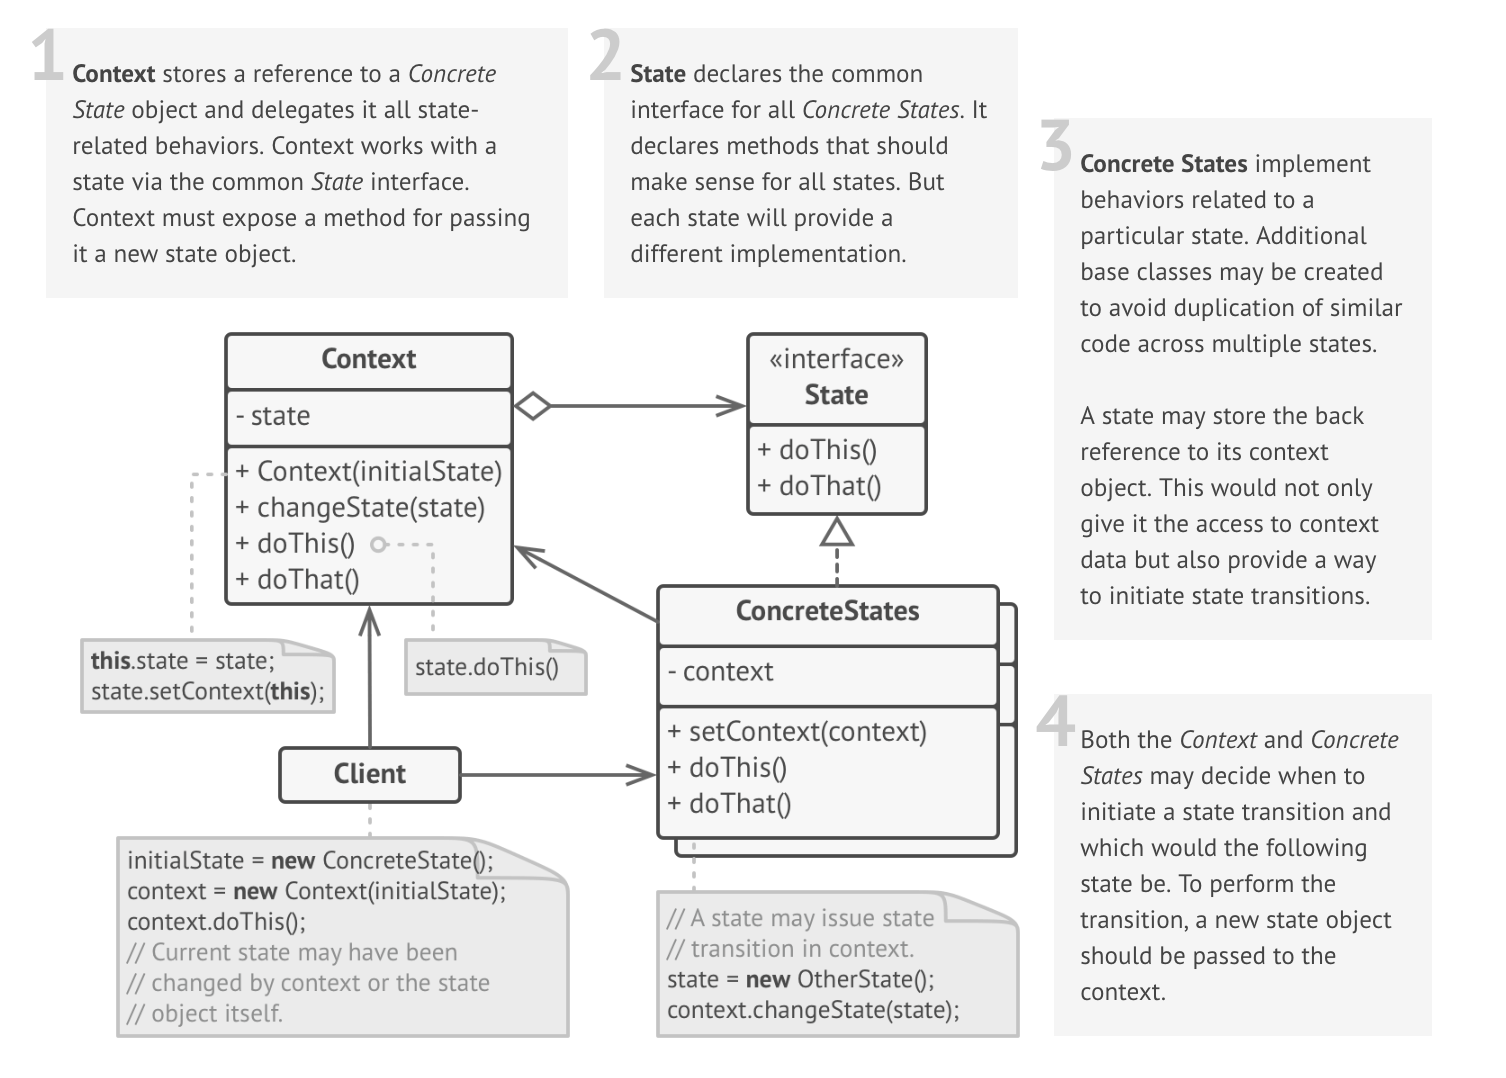 1
Context stores a reference to a Concrete
State object and delegates it all state-
related behaviors. Context works with a
state via the common State interface.
Context must expose a method for passing
it a new state object.
2
State declares the common
interface for all Concrete States. It
declares methods that should
make sense for all states. But
each state will provide a
different implementation.
3
Concrete States implement
behaviors related to a
particular state. Additional
base classes may be created
to avoid duplication of similar
code across multiple states.
A state may store the back
reference to its context
object. This would not only
give it the access to context
data but also provide a way
to initiate state transitions.
Context
- state
+ Context(initialState)
+ changeState(state)
+ doThis()
+ doThat()
«interface»
State
+ doThis()
+ doThat()
this.state = state;
state.setContext(this);
state.doThis()
ConcreteStates
- context
+ setContext(context)
+ doThis()
+ doThat()
Client
initialState = new ConcreteState();
context = new Context(initialState);
context.doThis();
// Current state may have been
// changed by context or the state
// object itself.
// A state may issue state
// transition in context.
state = new OtherState();
context.changeState(state);
4
Both the Context and Concrete
States may decide when to
initiate a state transition and
which would the following
state be. To perform the
transition, a new state object
should be passed to the
context.